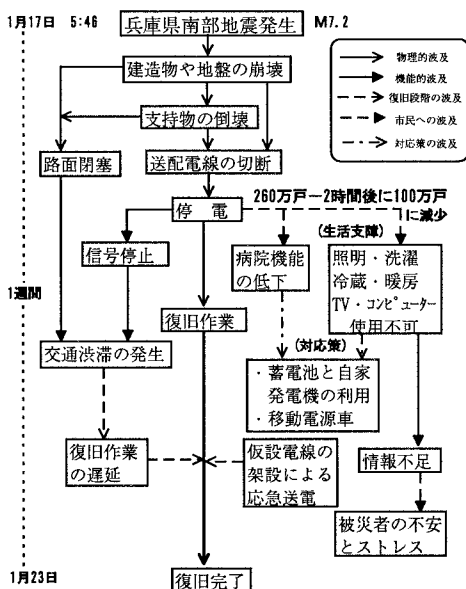 1月17日 5:46 兵庫県南部地震発生 M7.2
建造物や地盤の崩壊
物理的波及
機能的波及
復旧段階の波及
市民への波及
対応策の波及
支持物の倒壊
路面閉塞
送配電線の切断
停電
260万戸ー2時間後に100万戸
に減少
(生活支障)
信号停止
病院機能
の低下
照明・洗濯
冷蔵・暖房
TV・コンピューター
使用不可
1週間
復旧作業
交通渋滞の発生
(対応策)
・蓄電池と自家
発電機の利用
・移動電源車
復旧作業
の遅延
仮設電線の
架設による
応急送電
情報不足
被災者の不安
とストレス
1月23日
復旧完了